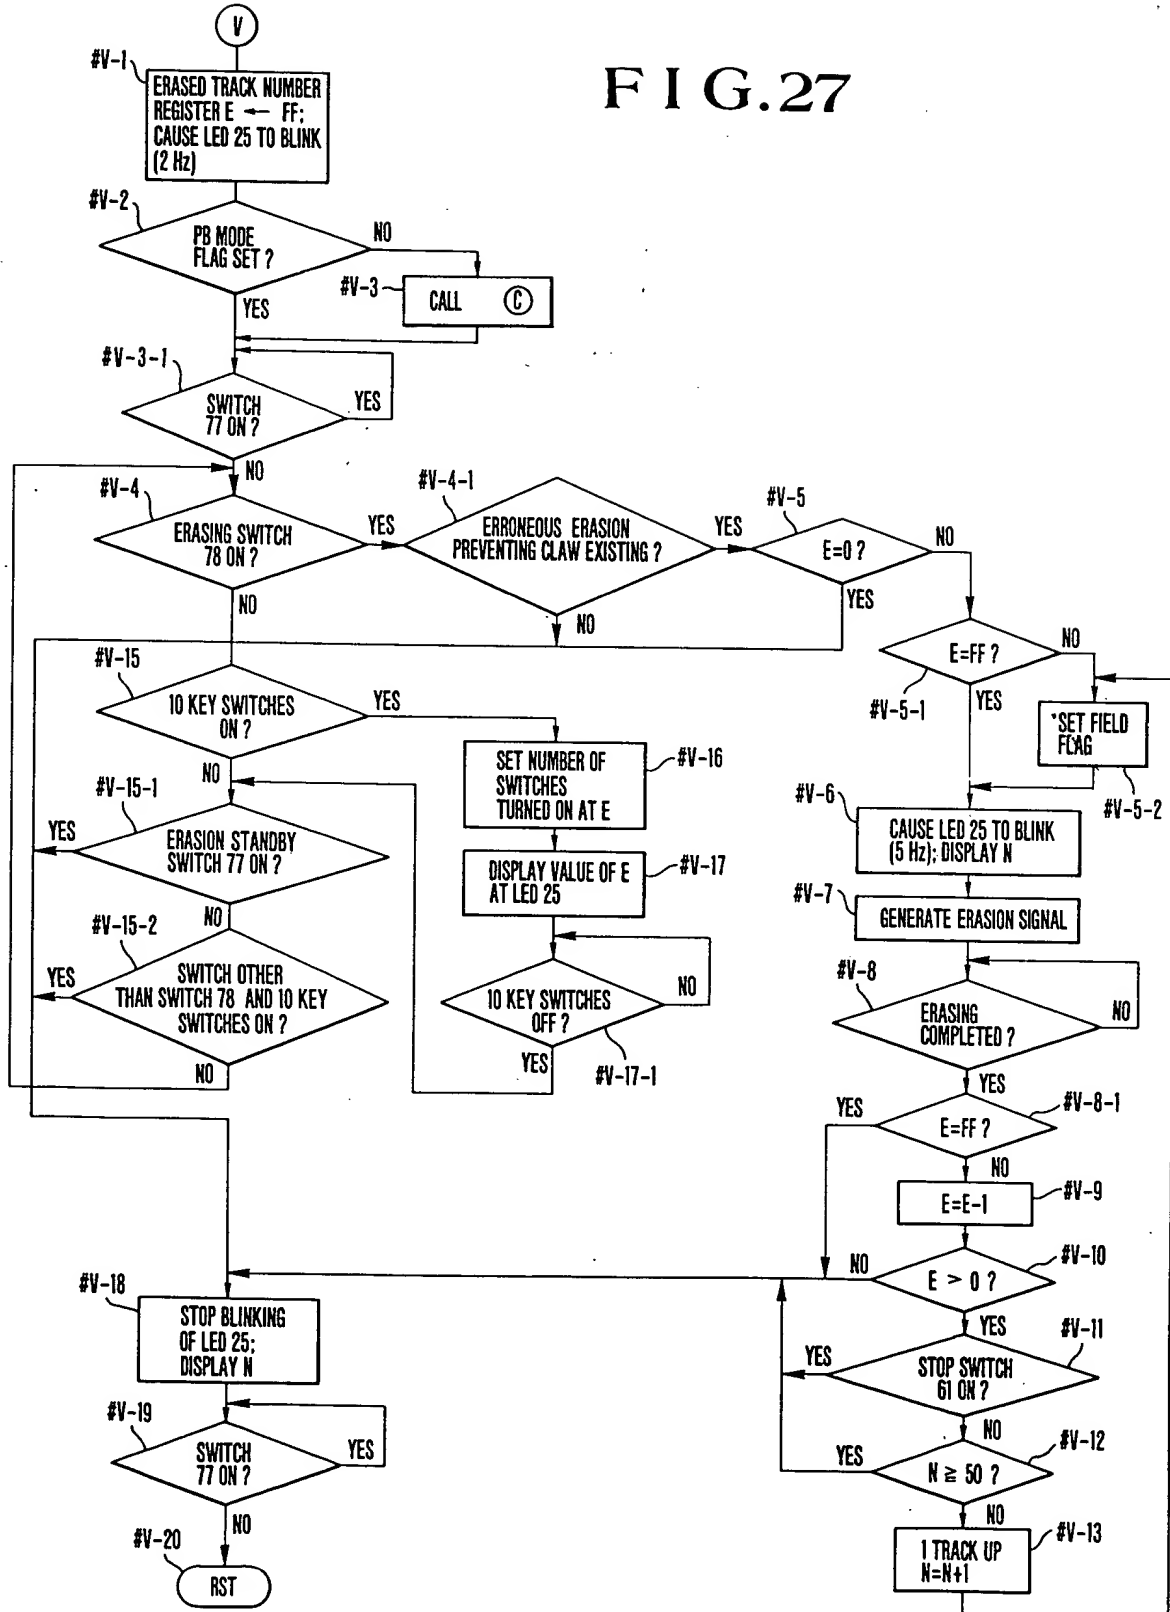 V
FIG.27
#V-1
ERASED TRACK NUMBER
REGISTER E ← FF;
CAUSE LED 25 TO BLINK
(2 Hz)
#V-2
PB MODE
FLAG SET ?
NO
YES
#V-3
CALL C
#V-3-1
SWITCH
77 ON ?
YES
NO
#V-4
ERASING SWITCH
78 ON ?
YES
NO
#V-4-1
ERRONEOUS ERASION
PREVENTING CLAW EXISTING ?
YES
NO
#V-5
E=0 ?
NO
YES
E=FF ?
NO
YES
#V-5-1
SET FIELD
FLAG
#V-5-2
#V-15
10 KEY SWITCHES
ON ?
YES
NO
#V-16
SET NUMBER OF
SWITCHES
TURNED ON AT E
#V-17
DISPLAY VALUE OF E
AT LED 25
10 KEY SWITCHES
OFF ?
NO
YES
#V-17-1
#V-15-1
ERASION STANDBY
SWITCH 77 ON ?
YES
NO
#V-15-2
SWITCH OTHER
THAN SWITCH 78 AND 10 KEY
SWITCHES ON ?
YES
NO
#V-6
CAUSE LED 25 TO BLINK
(5 Hz); DISPLAY N
#V-7
GENERATE ERASION SIGNAL
#V-8
ERASING
COMPLETED ?
NO
YES
#V-8-1
E=FF ?
YES
NO
#V-9
E=E-1
#V-10
E > 0 ?
NO
YES
#V-11
STOP SWITCH
61 ON ?
YES
NO
#V-12
N ≧ 50 ?
YES
NO
#V-13
1 TRACK UP
N=N+1
#V-18
STOP BLINKING
OF LED 25;
DISPLAY N
#V-19
SWITCH
77 ON ?
YES
NO
#V-20
RST